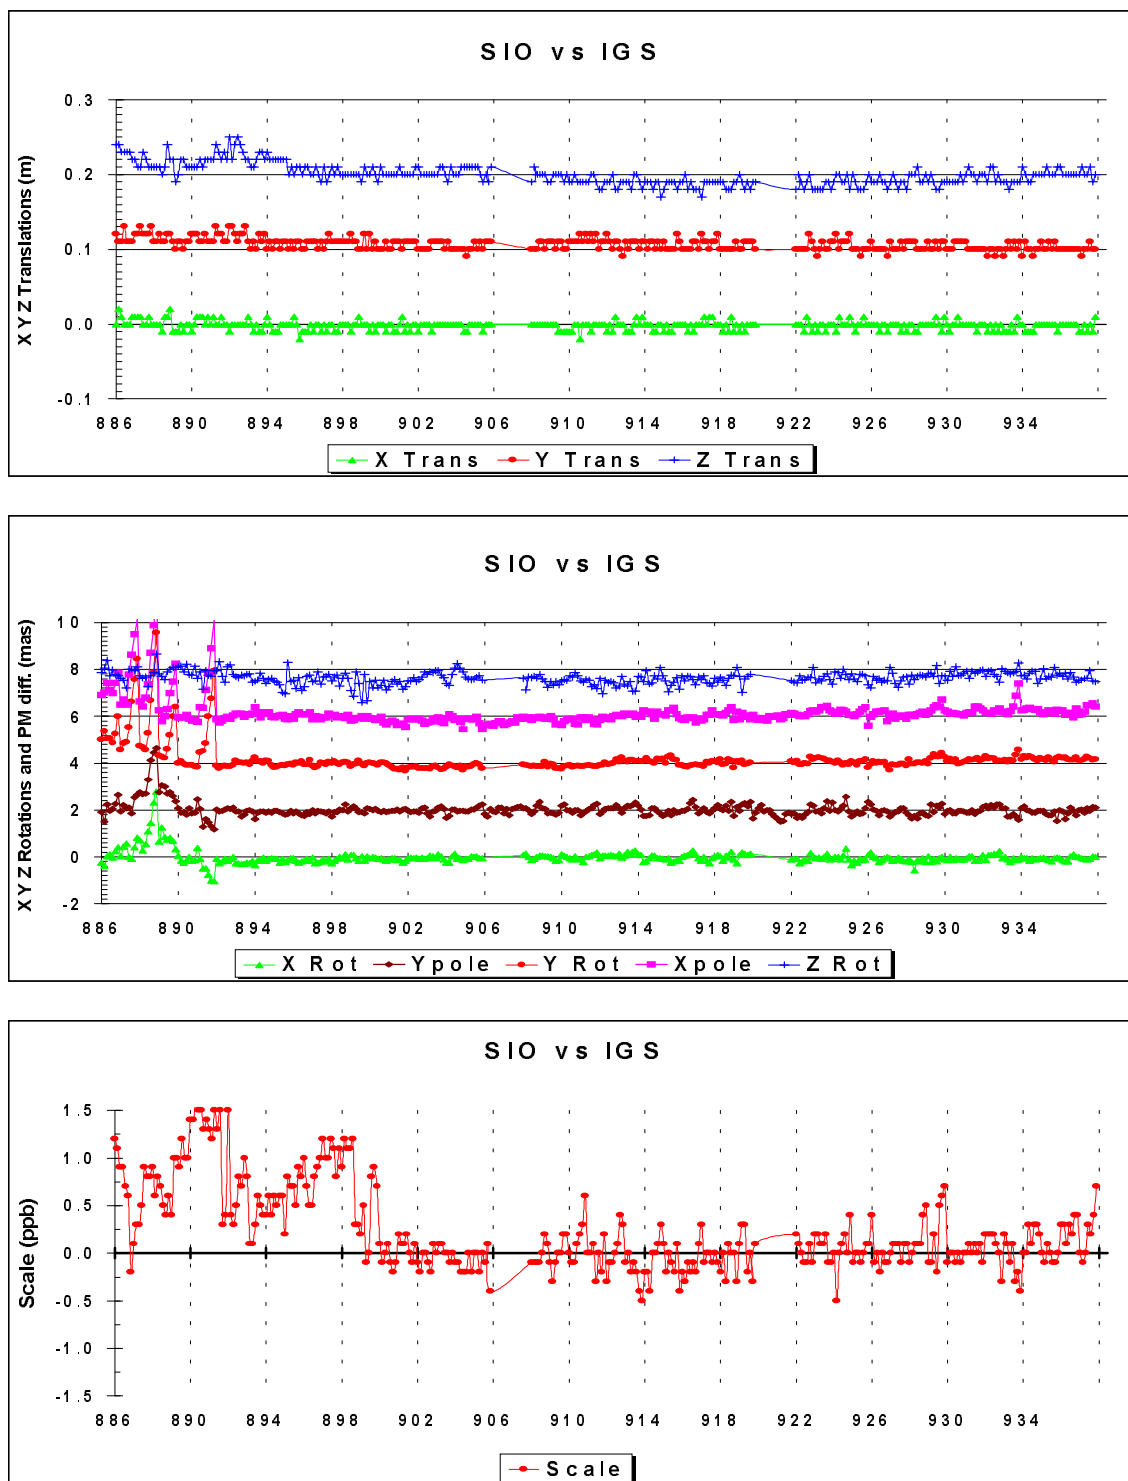 SIO vs IGS
X Y Z Translations (m)
0.3
0.2
0.1
0.0
-0.1
886 890 894 898 902 906 910 914 918 922 926 930 934
X Trans Y Trans Z Trans
SIO vs IGS
X Y Z Rotations and PM diff. (mas)
10
8
6
4
2
0
-2
886 890 894 898 902 906 910 914 918 922 926 930 934
X Rot Ypole Y Rot Xpole Z Rot
SIO vs IGS
Scale (ppb)
1.5
1.0
0.5
0.0
-0.5
-1.0
-1.5
886 890 894 898 902 906 910 914 918 922 926 930 934
Scale